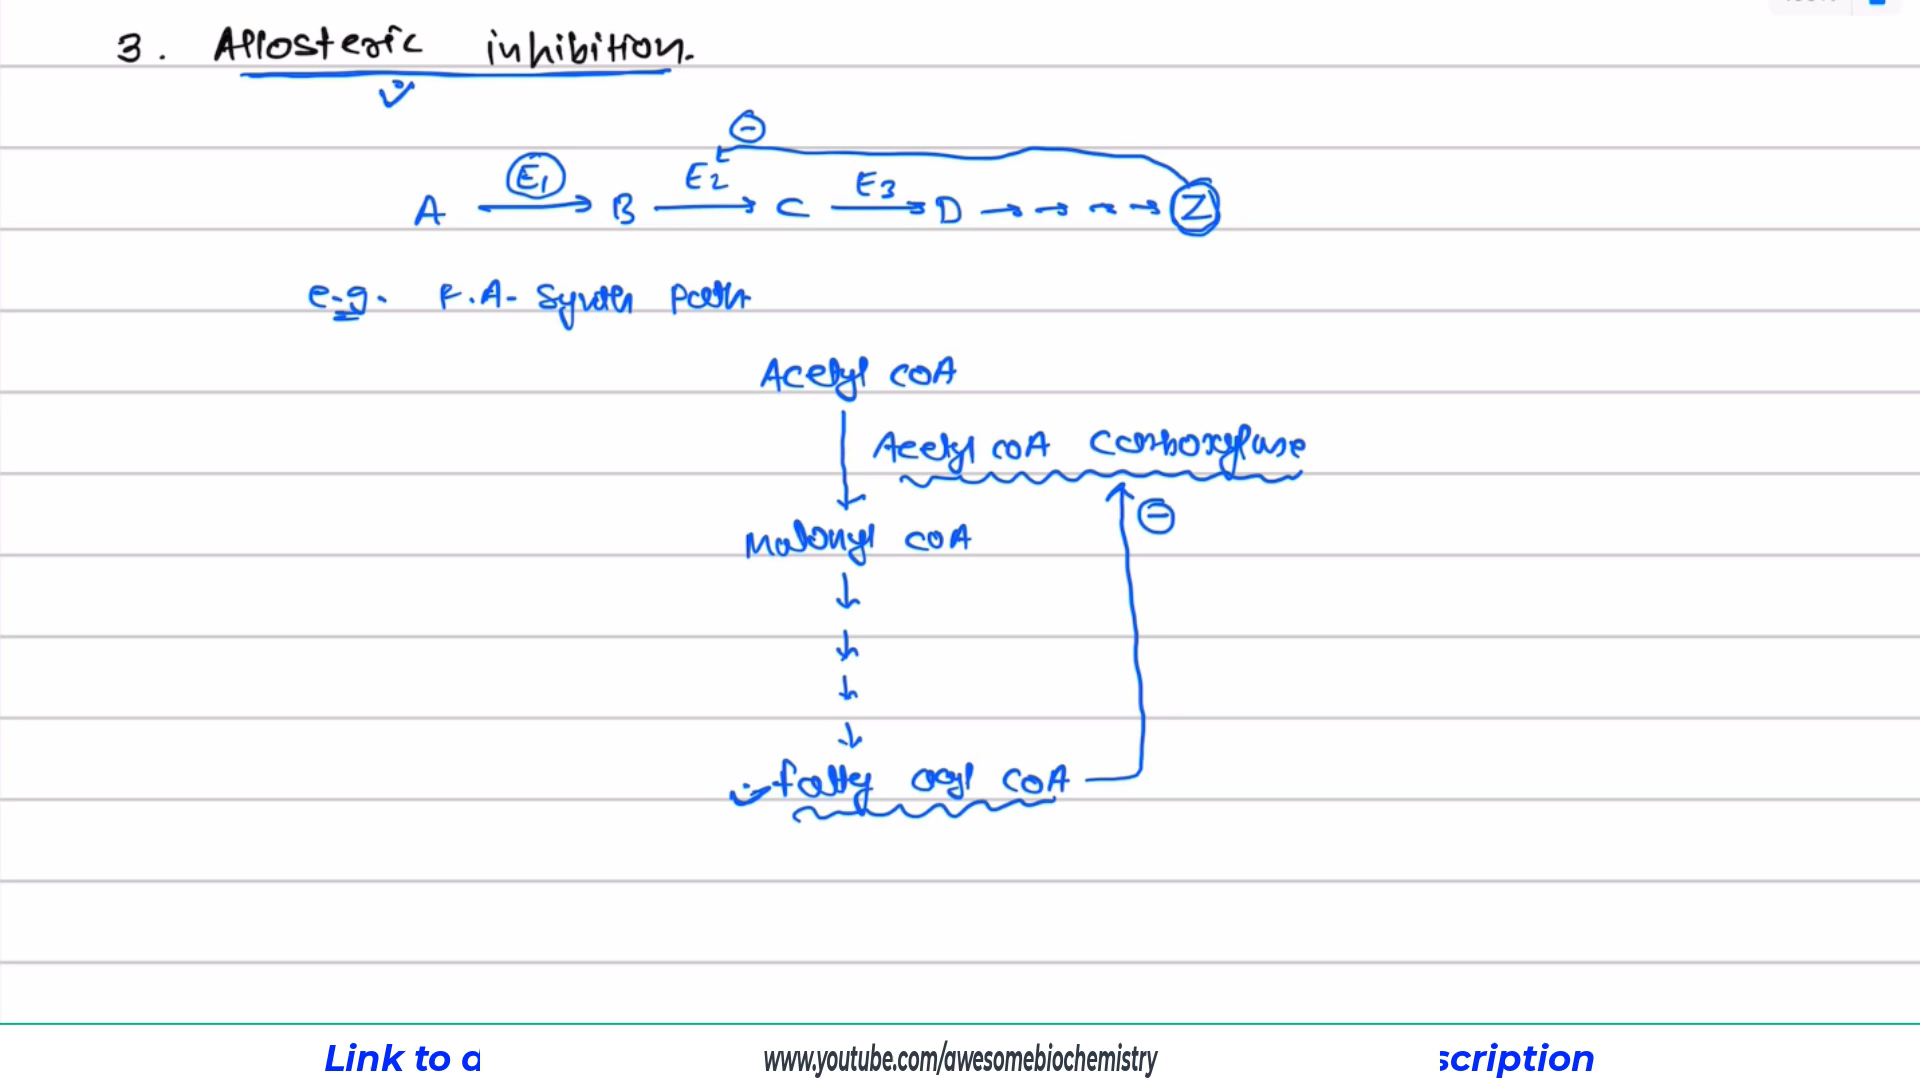 3. Allosteric inhibition.
⊖
A E1 → B E2 → C E3 → D → → → → Z
e.g. F.A. Synth Path
Acetyl coA
↓ Acetyl coA Carboxylase
⊖
Malonyl coA
↓
↓
↓
↓
fatty acyl coA
Link to a www.youtube.com/awesomebiochemistry scription